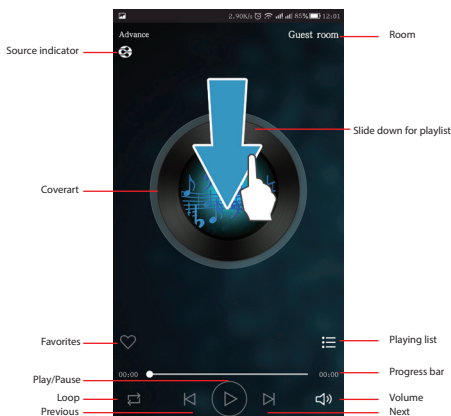 2.90K/s 85% 12:01
Advance
Guest room
Room
Source indicator
Slide down for playlist
Coverart
Favorites
Playing list
00:00
00:00
Progress bar
Play/Pause
Loop
Volume
Previous
Next